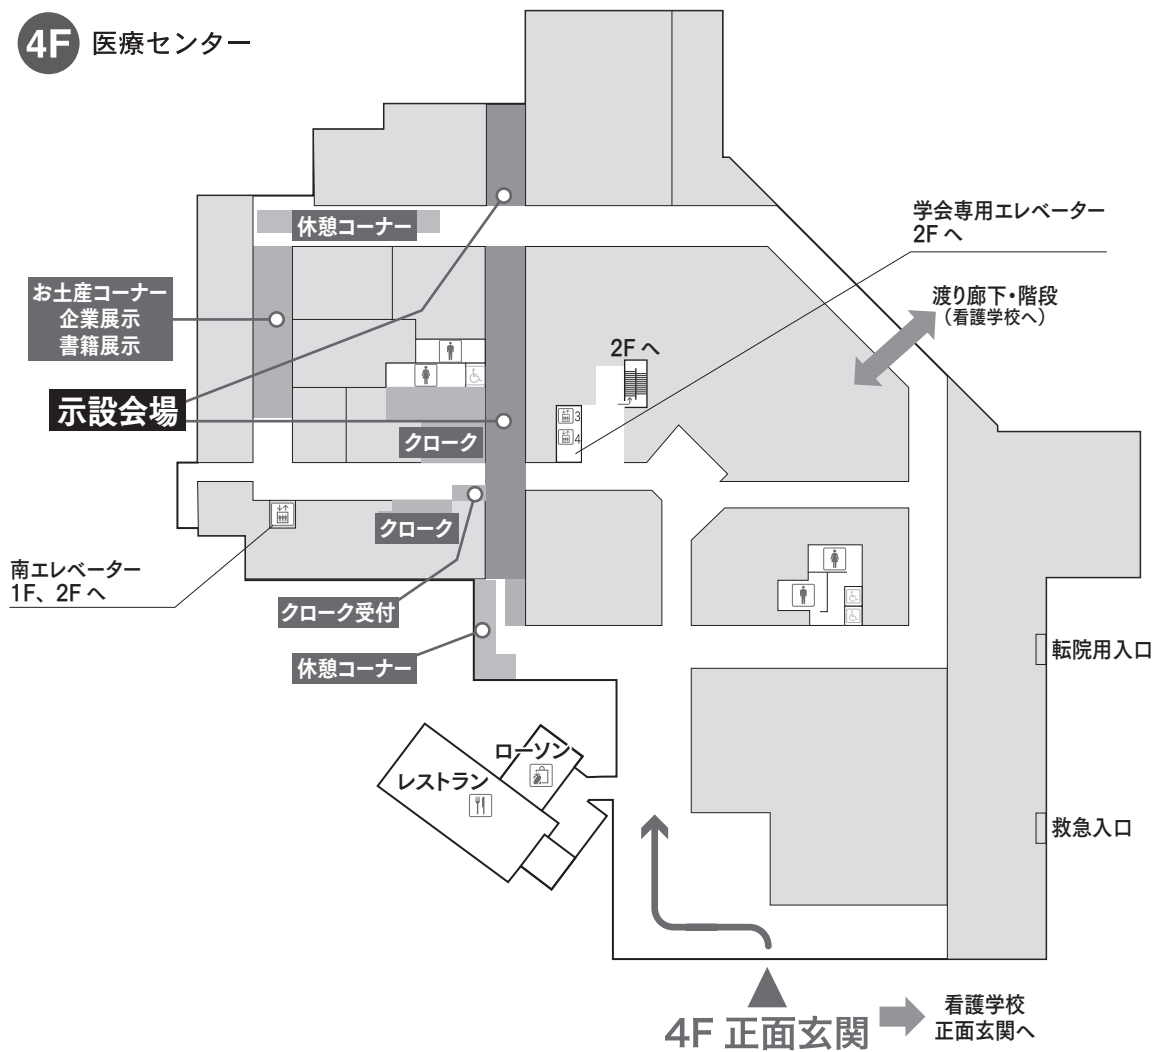 4F 医療センター
休憩コーナー
学会専用エレベーター
2F へ
お土産コーナー
企業展示
書籍展示
渡り廊下・階段
（看護学校へ）
2F へ
示設会場
3
4
クローク
クローク
南エレベーター
1F、2F へ
クローク受付
休憩コーナー
転院用入口
ローソン
レストラン
救急入口
4F 正面玄関
看護学校
正面玄関へ